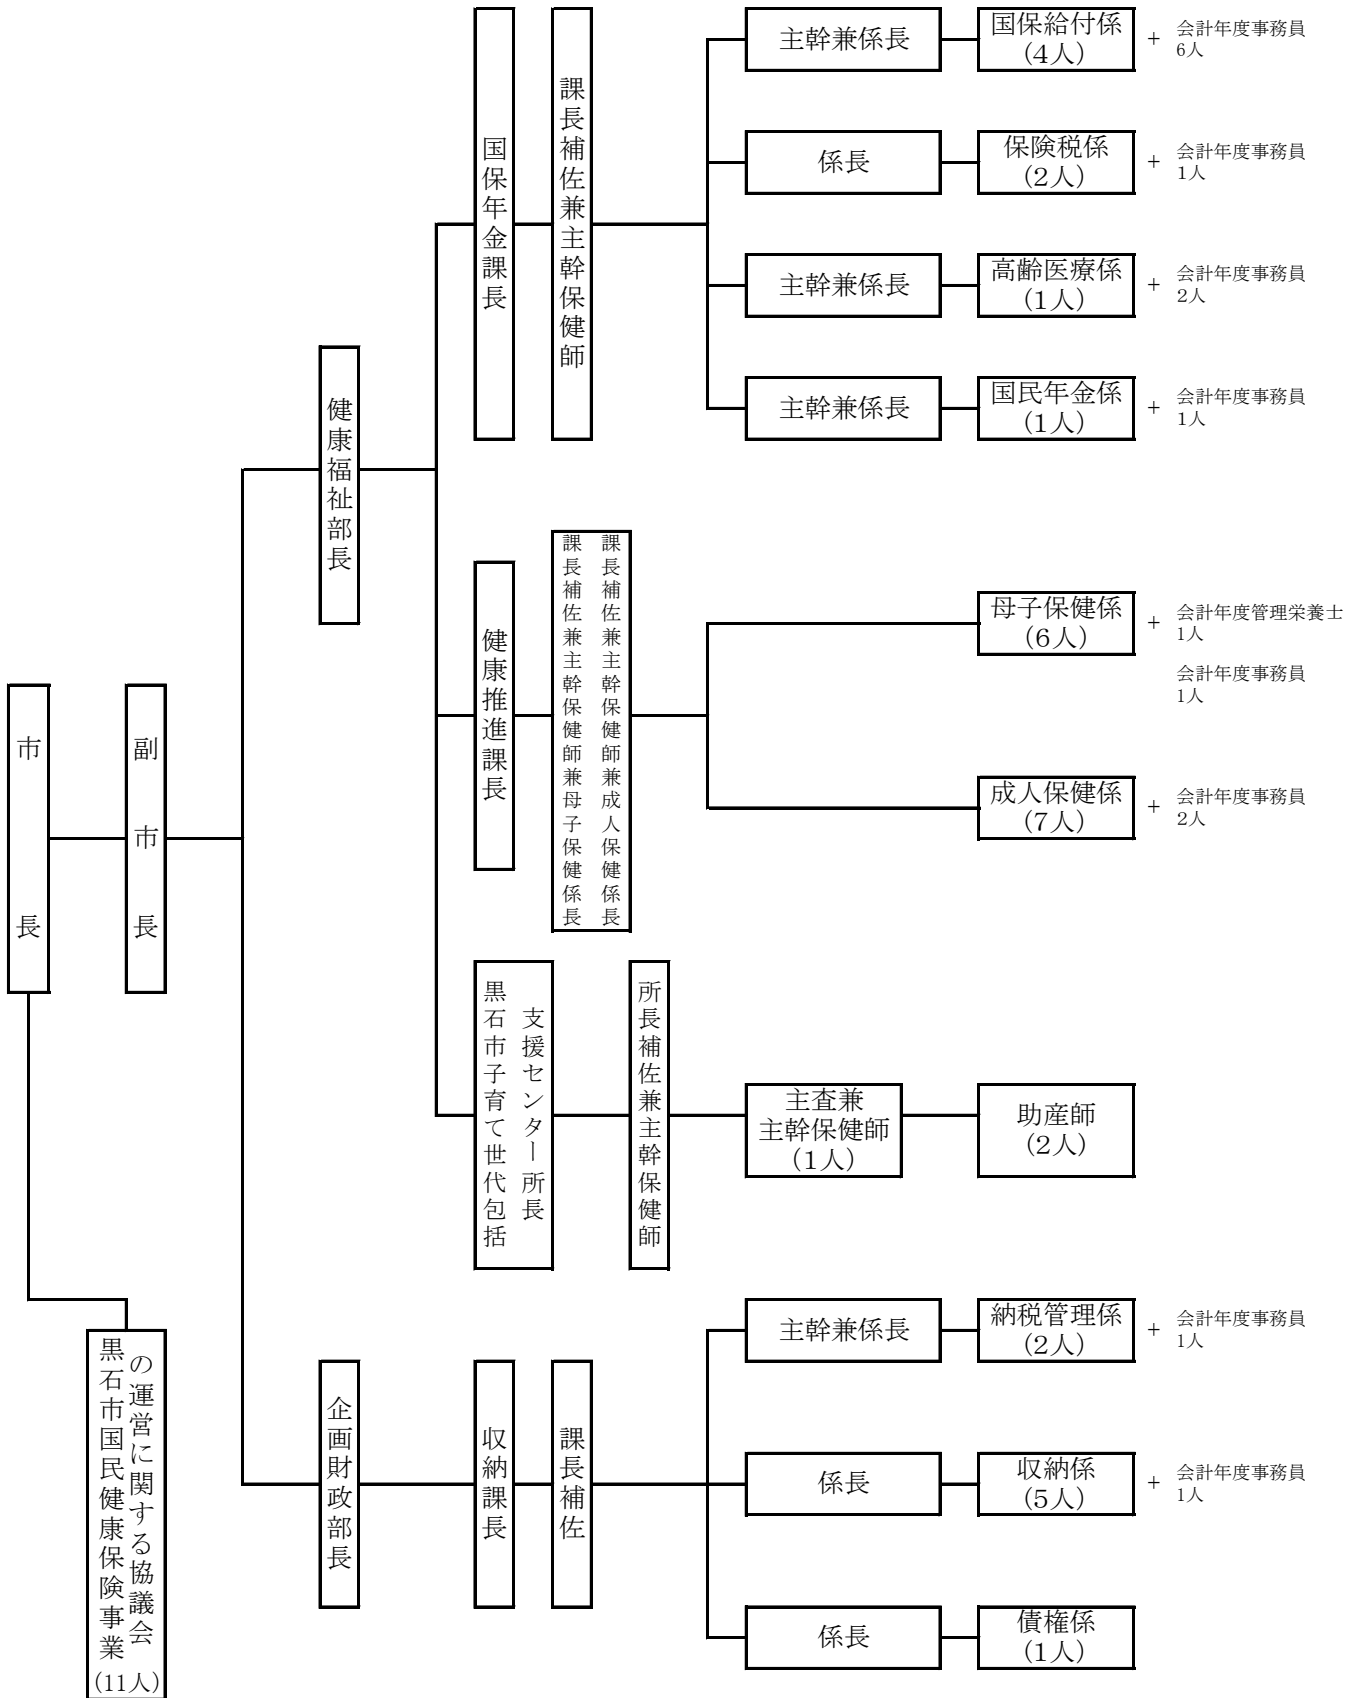 市長
副市長
黒石市国民健康保険事業
の運営に関する協議会
(11人)
健康福祉部長
国保年金課長
課長補佐兼主幹保健師
主幹兼係長
国保給付係
(4人)
+
会計年度事務員
6人
係長
保険税係
(2人)
+
会計年度事務員
1人
主幹兼係長
高齢医療係
(1人)
+
会計年度事務員
2人
主幹兼係長
国民年金係
(1人)
+
会計年度事務員
1人
健康推進課長
課長補佐兼主幹保健師兼成人保健係長
課長補佐兼主幹保健師兼母子保健係長
母子保健係
(6人)
+
会計年度管理栄養士
1人
会計年度事務員
1人
成人保健係
(7人)
+
会計年度事務員
2人
黒石市子育て世代包括
支援センター所長
所長補佐兼主幹保健師
主査兼
主幹保健師
(1人)
助産師
(2人)
企画財政部長
収納課長
課長補佐
主幹兼係長
納税管理係
(2人)
+
会計年度事務員
1人
係長
収納係
(5人)
+
会計年度事務員
1人
係長
債権係
(1人)